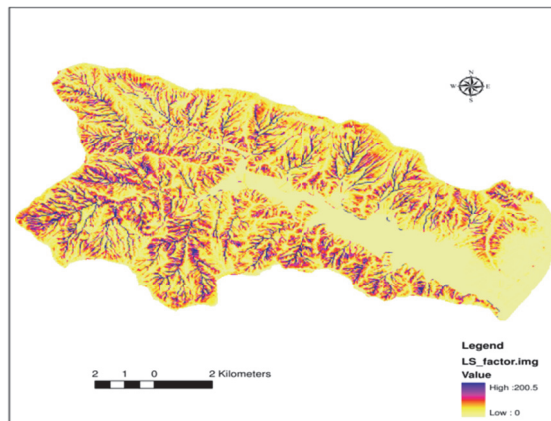 N
W E
S
Legend
LS_factor.img
Value
High :200.5
Low : 0
2 1 0 2 Kilometers